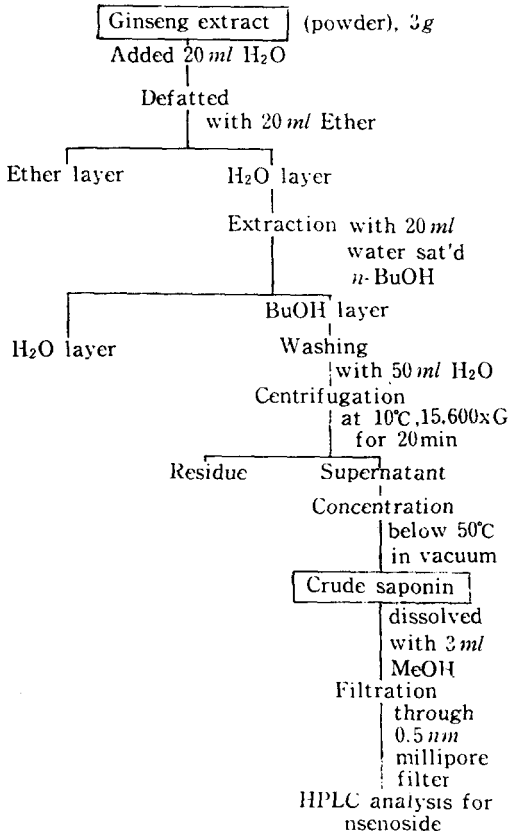 Ginseng extract (powder), 3g
Added 20 ml H₂O
Defatted
with 20 ml Ether
Ether layer H₂O layer
Extraction with 20 ml
water sat'd
n-BuOH
BuOH layer
H₂O layer
Washing
with 50 ml H₂O
Centrifugation
at 10℃, 15.600xG
for 20min
Residue Supernatant
Concentration
below 50℃
in vacuum
Crude saponin
dissolved
with 3 ml
MeOH
Filtration
through
0.5 nm
millipore
filter
HPLC analysis for
nsenoside